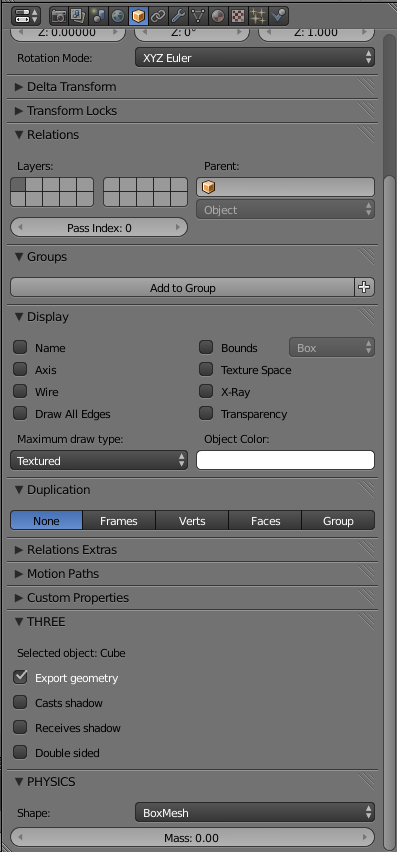 Z: 0.00000 Z: 0° Z: 1.000
Rotation Mode: XYZ Euler
Delta Transform
Transform Locks
Relations
Layers: Parent:
Object
Pass Index: 0
Groups
Add to Group
Display
Name Bounds Box
Axis Texture Space
Wire X-Ray
Draw All Edges Transparency
Maximum draw type: Object Color:
Textured
Duplication
None Frames Verts Faces Group
Relations Extras
Motion Paths
Custom Properties
THREE
Selected object: Cube
Export geometry
Casts shadow
Receives shadow
Double sided
PHYSICS
Shape: BoxMesh
Mass: 0.00